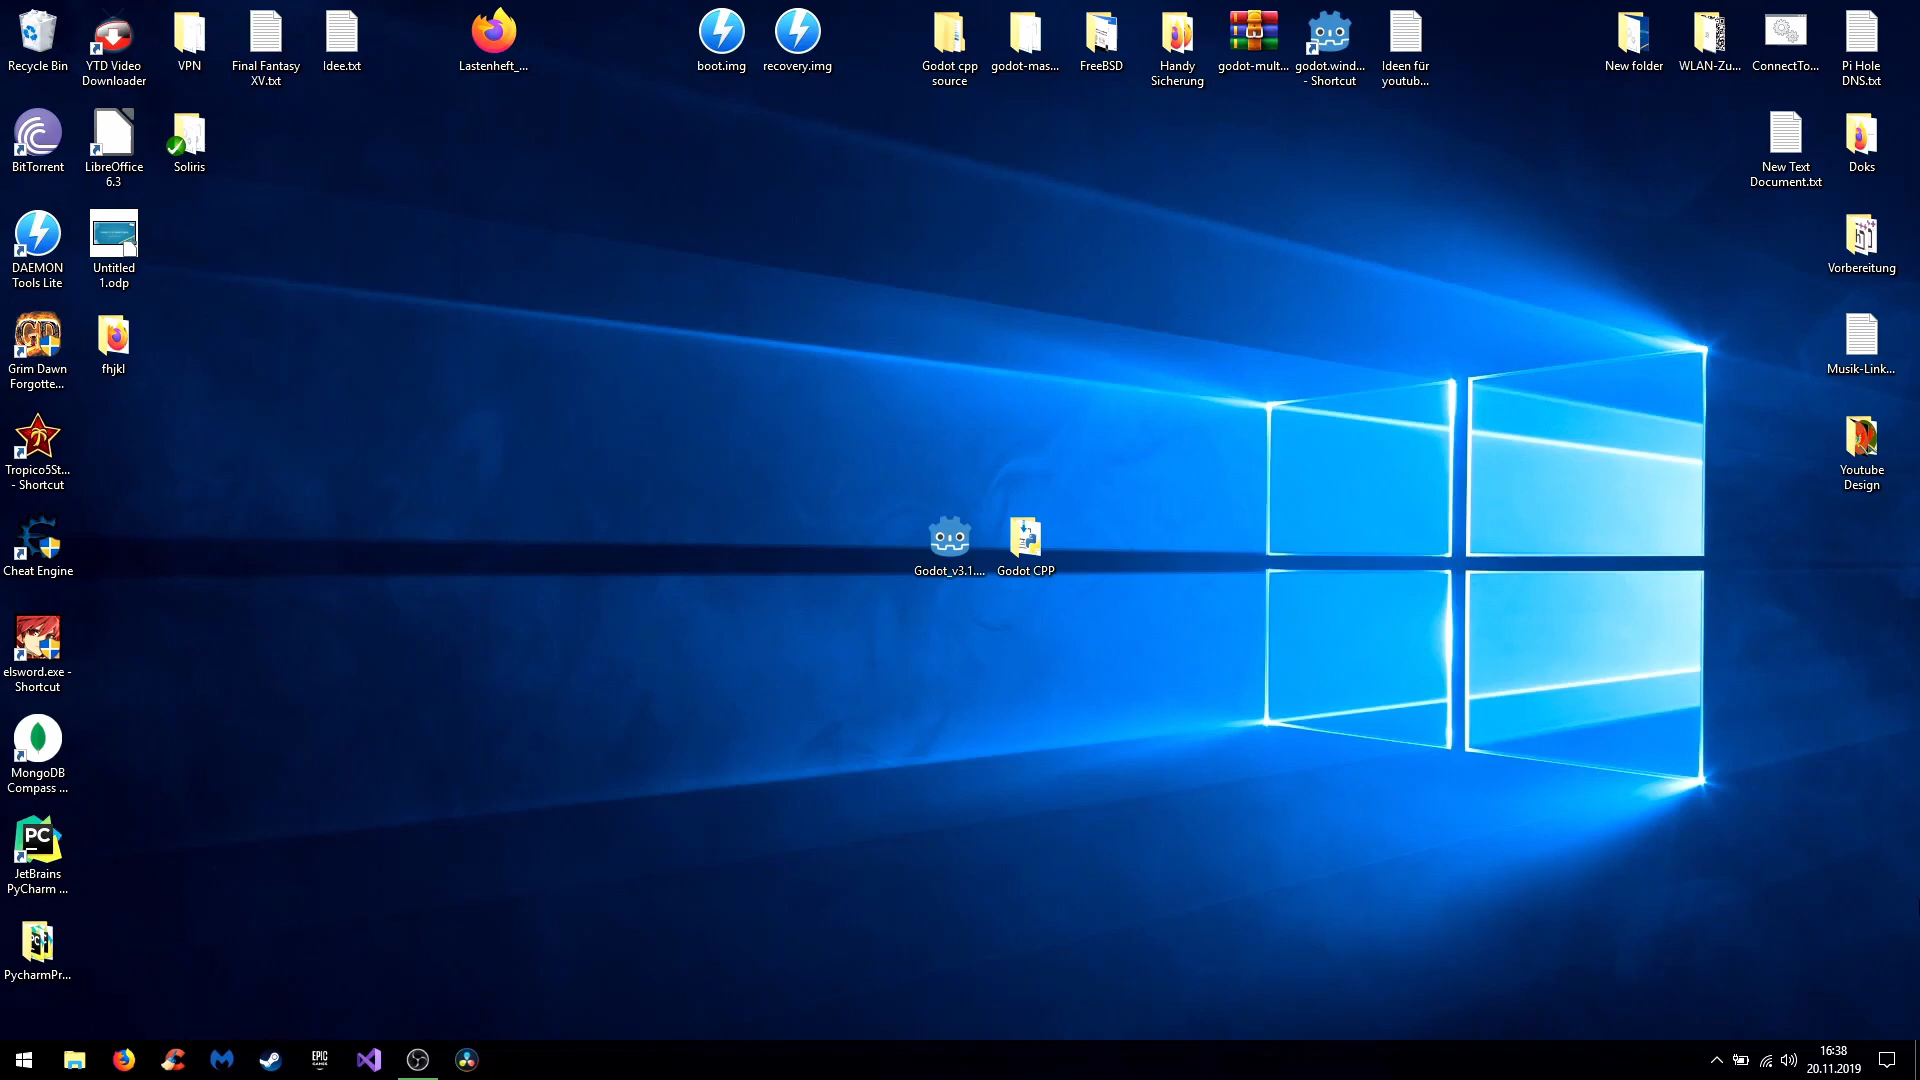 Recycle Bin
YTD Video
Downloader
VPN
Final Fantasy
XV.txt
Idee.txt
Lastenheft_...
boot.img
recovery.img
Godot cpp
source
godot-mas...
FreeBSD
Handy
Sicherung
godot-mult...
godot.wind...
- Shortcut
Ideen für
youtub...
New folder
WLAN-Zu...
ConnectTo...
Pi Hole
DNS.txt
BitTorrent
LibreOffice
6.3
Soliris
New Text
Document.txt
Doks
DAEMON
Tools Lite
Untitled
1.odp
Vorbereitung
Grim Dawn
Forgotte...
fhjkl
Musik-Link...
Tropico5St...
- Shortcut
Youtube
Design
Cheat Engine
Godot_v3.1....
Godot CPP
elsword.exe -
Shortcut
MongoDB
Compass ...
PC
JetBrains
PyCharm ...
PycharmPr...
EPIC
GAMES
16:38
20.11.2019